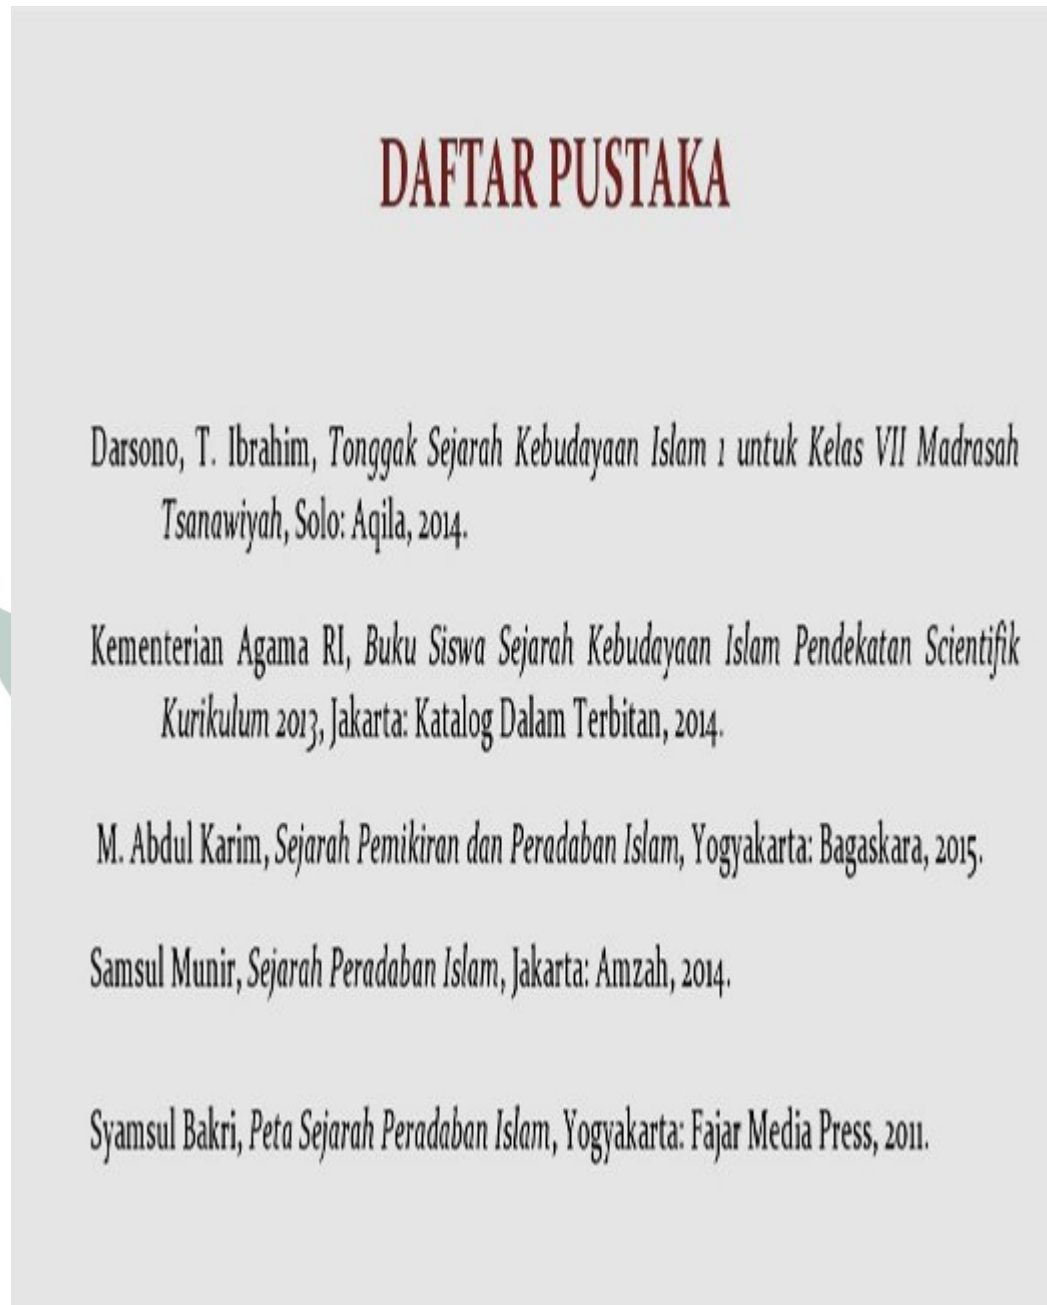 DAFTAR PUSTAKA
Darsono, T. Ibrahim, Tonggak Sejarah Kebudayaan Islam 1 untuk Kelas VII Madrasah
Tsanawiyah, Solo: Aqila, 2014.
Kementerian Agama RI, Buku Siswa Sejarah Kebudayaan Islam Pendekatan Scientifik
Kurikulum 2013, Jakarta: Katalog Dalam Terbitan, 2014.
M. Abdul Karim, Sejarah Pemikiran dan Peradaban Islam, Yogyakarta: Bagaskara, 2015.
Samsul Munir, Sejarah Peradaban Islam, Jakarta: Amzah, 2014.
Syamsul Bakri, Peta Sejarah Peradaban Islam, Yogyakarta: Fajar Media Press, 2011.